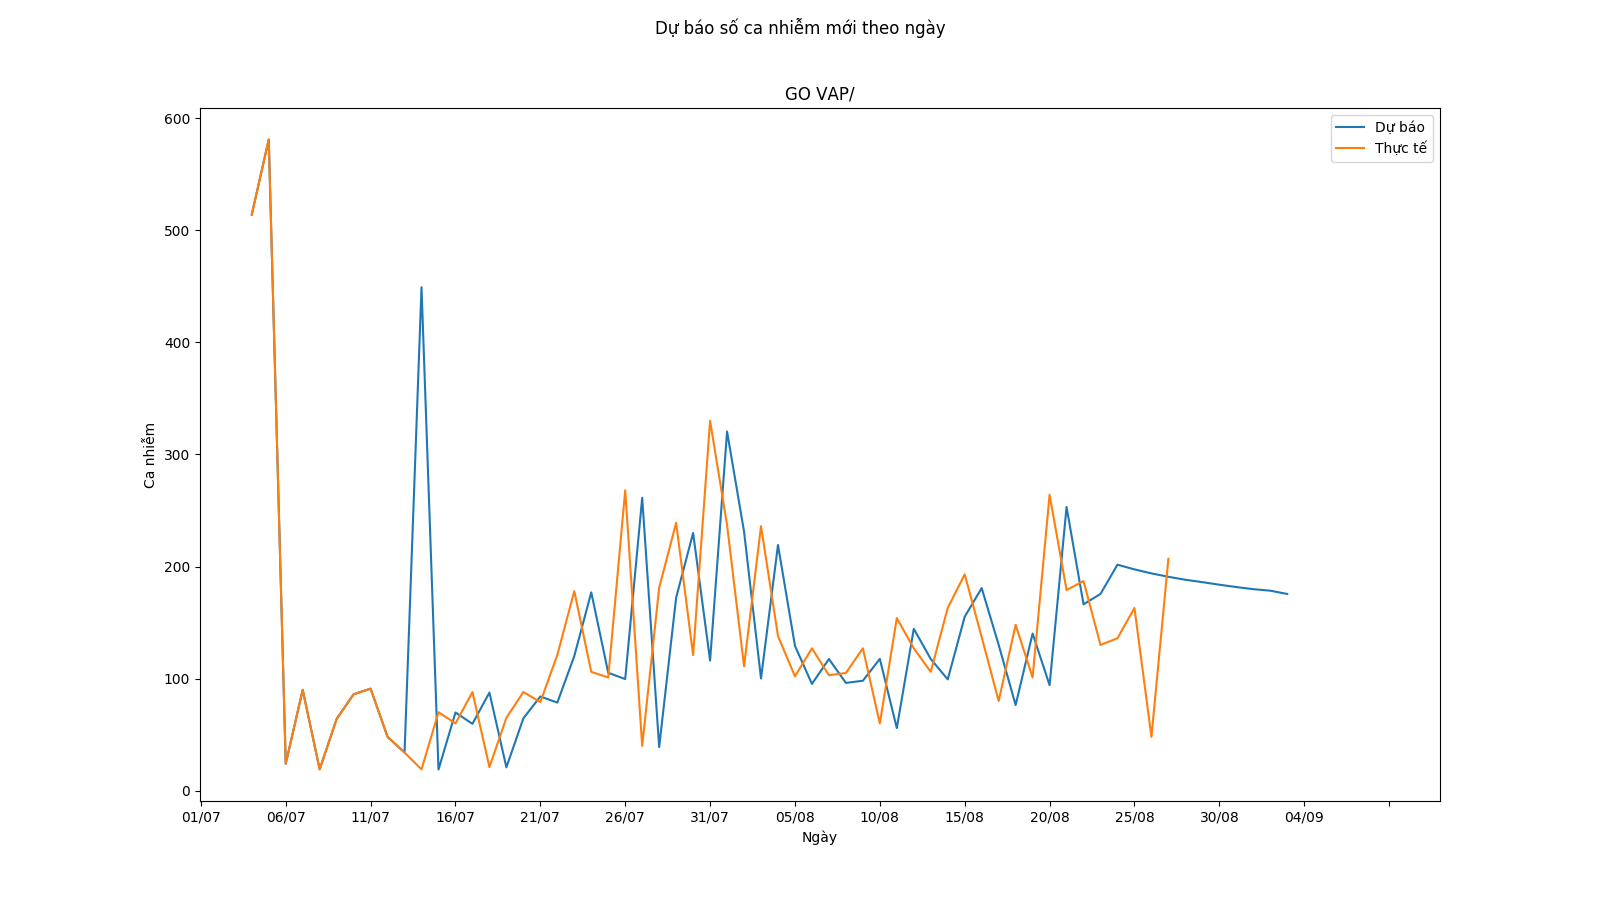 Dự báo số ca nhiễm mới theo ngày
GO VAP/
Dự báo
Thực tế
600
500
400
300
200
100
0
Ca nhiễm
01/07 06/07 11/07 16/07 21/07 26/07 31/07 05/08 10/08 15/08 20/08 25/08 30/08 04/09
Ngày